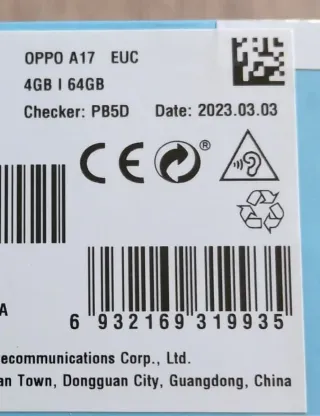 OPPO A17 EUC
4GB | 64GB
Checker: PB5D Date: 2023.03.03
CE ®
A
6 932169 319935
ecommunications Corp., Ltd.
an Town, Dongguan City, Guangdong, China